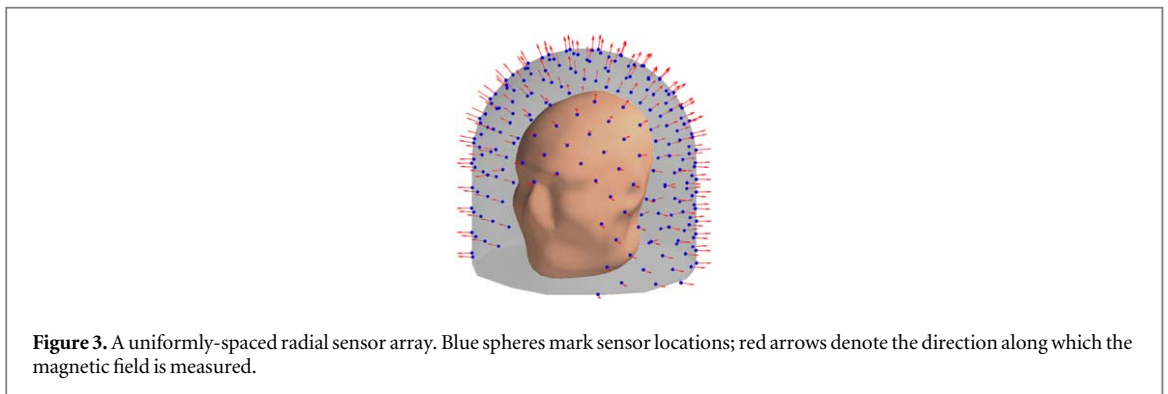 Figure 3. A uniformly-spaced radial sensor array. Blue spheres mark sensor locations; red arrows denote the direction along which the
magnetic field is measured.